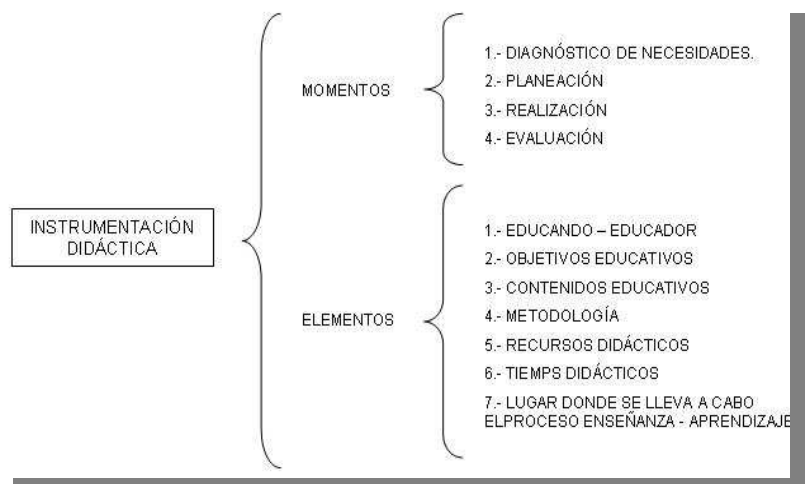 INSTRUMENTACIÓN
DIDÁCTICA
MOMENTOS
1.- DIAGNÓSTICO DE NECESIDADES.
2.- PLANEACIÓN
3.- REALIZACIÓN
4.- EVALUACIÓN
ELEMENTOS
1.- EDUCANDO – EDUCADOR
2.- OBJETIVOS EDUCATIVOS
3.- CONTENIDOS EDUCATIVOS
4.- METODOLOGÍA
5.- RECURSOS DIDÁCTICOS
6.- TIEMPS DIDÁCTICOS
7.- LUGAR DONDE SE LLEVA A CABO
ELPROCESO ENSEÑANZA - APRENDIZAJE